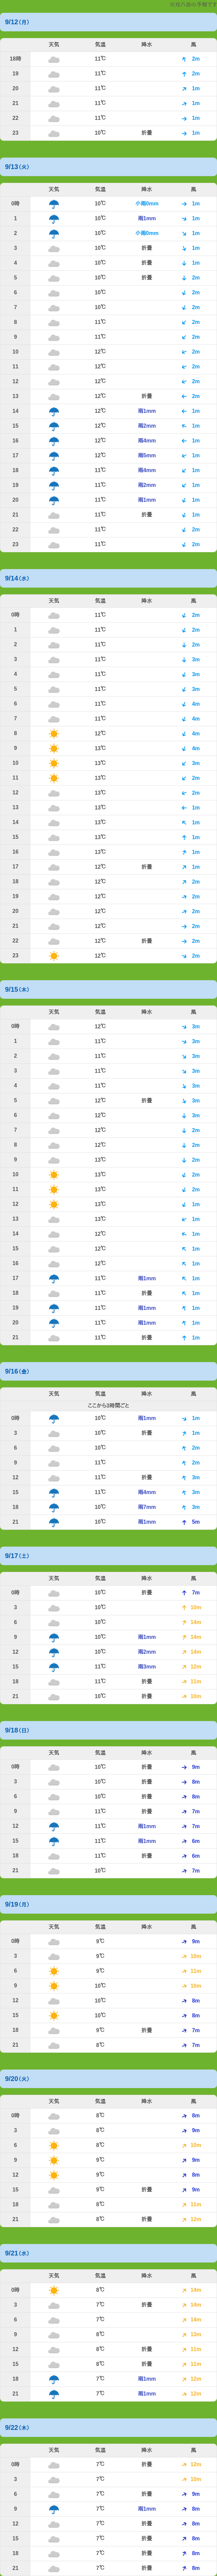 9/12(月)
天気 気温 降水 風
18時 11℃ 2m
19 11℃ 2m
20 11℃ 1m
21 11℃ 1m
22 11℃ 1m
23 10℃ 折畳 1m
9/13(火)
天気 気温 降水 風
0時 10℃ 小雨0mm 1m
1 10℃ 雨1mm 1m
2 10℃ 小雨0mm 1m
3 10℃ 折畳 1m
4 10℃ 折畳 1m
5 10℃ 折畳 2m
6 10℃ 2m
7 10℃ 2m
8 11℃ 2m
9 11℃ 2m
10 12℃ 2m
11 12℃ 2m
12 12℃ 2m
13 12℃ 折畳 1m
14 12℃ 雨1mm 1m
15 12℃ 雨2mm 1m
16 12℃ 雨4mm 1m
17 12℃ 雨5mm 1m
18 11℃ 雨4mm 1m
19 11℃ 雨2mm 1m
20 11℃ 雨1mm 1m
21 11℃ 折畳 1m
22 11℃ 2m
23 11℃ 2m
9/14(水)
天気 気温 降水 風
0時 11℃ 2m
1 11℃ 2m
2 11℃ 2m
3 11℃ 3m
4 11℃ 3m
5 11℃ 3m
6 11℃ 4m
7 11℃ 4m
8 12℃ 4m
9 13℃ 4m
10 13℃ 3m
11 13℃ 2m
12 13℃ 2m
13 13℃ 1m
14 13℃ 1m
15 13℃ 1m
16 13℃ 1m
17 12℃ 折畳 1m
18 12℃ 2m
19 12℃ 2m
20 12℃ 2m
21 12℃ 2m
22 12℃ 折畳 2m
23 12℃ 2m
9/15(木)
天気 気温 降水 風
0時 12℃ 3m
1 11℃ 3m
2 11℃ 3m
3 11℃ 3m
4 11℃ 3m
5 12℃ 折畳 3m
6 12℃ 3m
7 12℃ 2m
8 12℃ 2m
9 13℃ 2m
10 13℃ 2m
11 13℃ 2m
12 13℃ 1m
13 13℃ 1m
14 12℃ 1m
15 12℃ 1m
16 12℃ 1m
17 11℃ 雨1mm 1m
18 11℃ 折畳 1m
19 11℃ 雨1mm 1m
20 11℃ 雨1mm 1m
21 11℃ 折畳 1m
9/16(金)
天気 気温 降水 風
ここから3時間ごと
0時 10℃ 雨1mm 1m
3 10℃ 折畳 1m
6 10℃ 2m
9 11℃ 2m
12 11℃ 折畳 3m
15 11℃ 雨4mm 3m
18 10℃ 雨7mm 3m
21 10℃ 雨1mm 5m
9/17(土)
天気 気温 降水 風
0時 10℃ 折畳 7m
3 10℃ 10m
6 10℃ 14m
9 10℃ 雨1mm 14m
12 10℃ 雨2mm 14m
15 11℃ 雨3mm 12m
18 11℃ 折畳 11m
21 10℃ 折畳 10m
9/18(日)
天気 気温 降水 風
0時 10℃ 折畳 9m
3 10℃ 折畳 8m
6 10℃ 折畳 8m
9 11℃ 折畳 7m
12 11℃ 雨1mm 7m
15 11℃ 雨1mm 6m
18 11℃ 折畳 6m
21 10℃ 7m
9/19(月)
天気 気温 降水 風
0時 9℃ 9m
3 9℃ 10m
6 9℃ 11m
9 10℃ 10m
12 10℃ 8m
15 10℃ 8m
18 9℃ 折畳 7m
21 8℃ 7m
9/20(火)
天気 気温 降水 風
0時 8℃ 8m
3 8℃ 9m
6 8℃ 10m
9 9℃ 9m
12 9℃ 8m
15 9℃ 折畳 9m
18 8℃ 11m
21 8℃ 折畳 12m
9/21(水)
天気 気温 降水 風
0時 8℃ 14m
3 7℃ 折畳 14m
6 7℃ 14m
9 7℃ 13m
12 8℃ 折畳 11m
15 8℃ 折畳 11m
18 7℃ 雨1mm 12m
21 7℃ 雨1mm 12m
9/22(木)
天気 気温 降水 風
0時 7℃ 折畳 12m
3 7℃ 10m
6 7℃ 折畳 9m
9 7℃ 雨1mm 8m
12 7℃ 折畳 8m
15 7℃ 折畳 8m
18 7℃ 折畳 8m
21 8℃ 折畳 8m